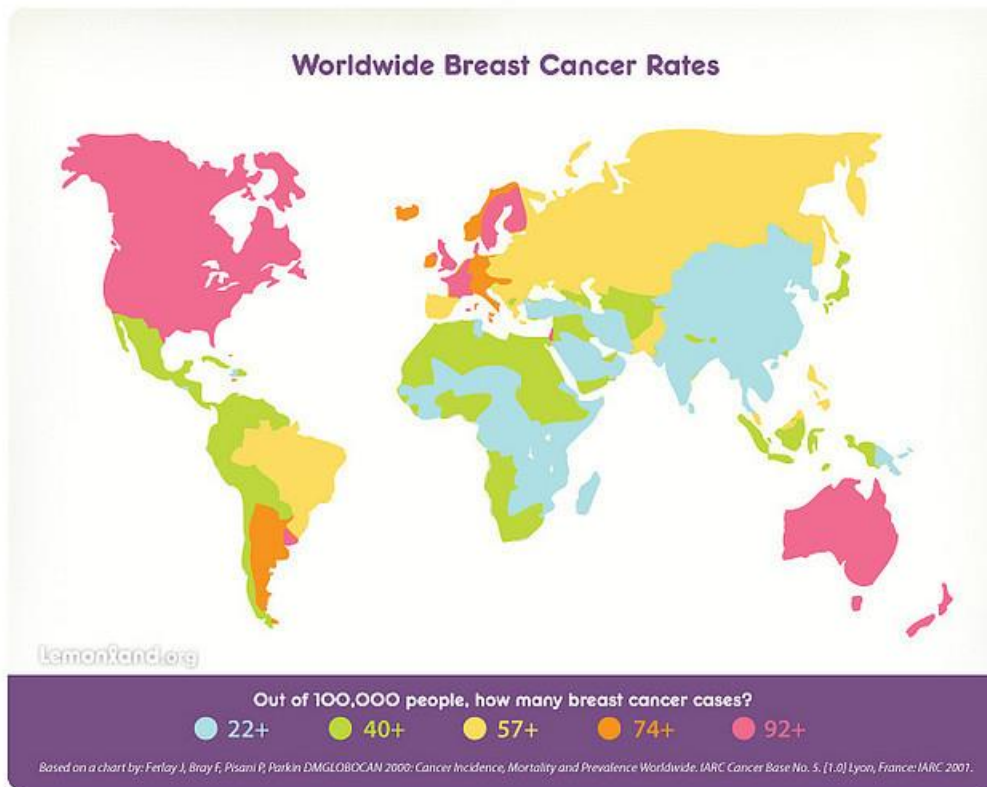 Worldwide Breast Cancer Rates
Lemonland.org
Out of 100,000 people, how many breast cancer cases?
22+ 40+ 57+ 74+ 92+
Based on a chart by: Ferlay J, Bray F, Pisani P, Parkin DMGLOBOCAN 2000: Cancer Incidence, Mortality and Prevalence Worldwide. IARC Cancer Base No. 5. [1.0] Lyon, France: IARC 2001.